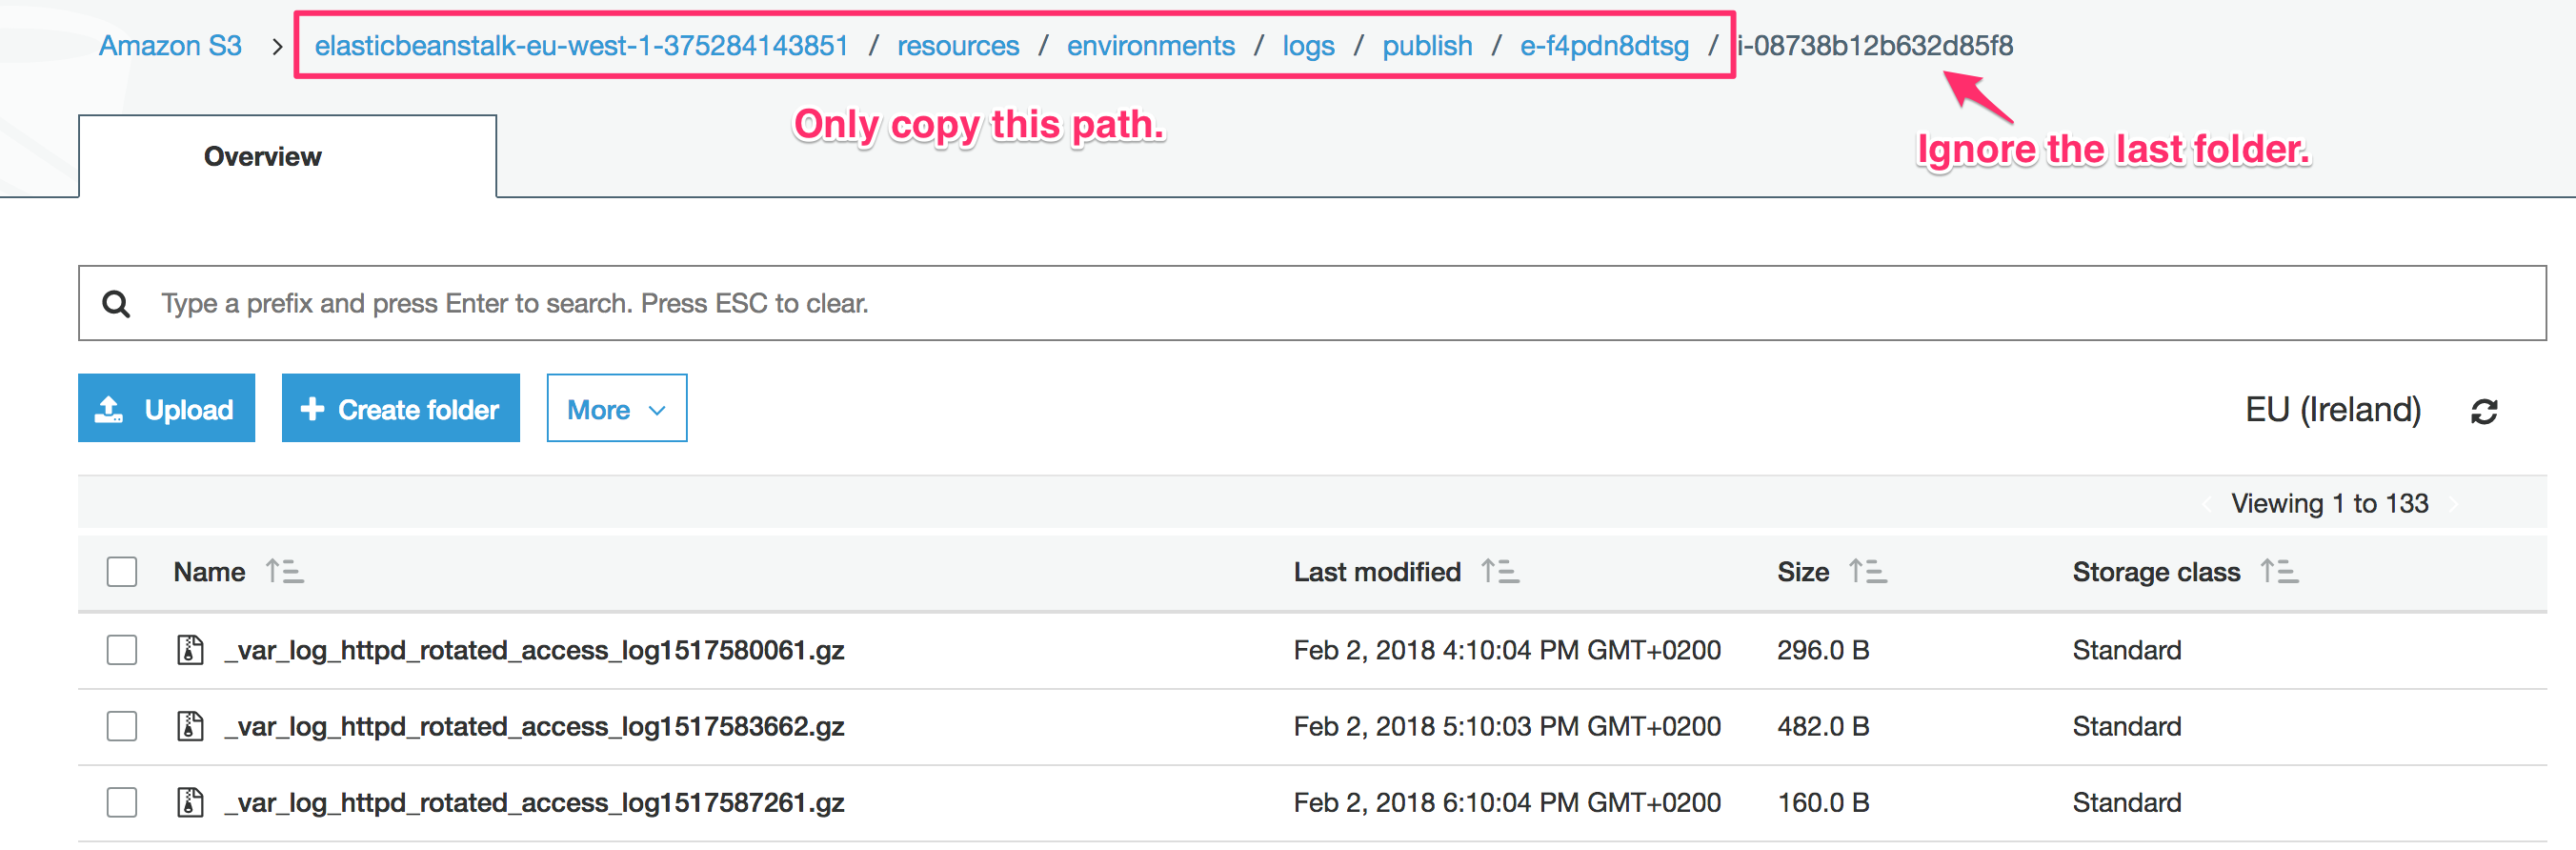 Amazon S3 > elasticbeanstalk-eu-west-1-375284143851 / resources / environments / logs / publish / e-f4pdn8dtsg / i-08738b12b632d85f8
Only copy this path.
Ignore the last folder.
Overview
Type a prefix and press Enter to search. Press ESC to clear.
Upload Create folder More EU (Ireland)
Viewing 1 to 133
Name Last modified Size Storage class
_var_log_httpd_rotated_access_log1517580061.gz Feb 2, 2018 4:10:04 PM GMT+0200 296.0 B Standard
_var_log_httpd_rotated_access_log1517583662.gz Feb 2, 2018 5:10:03 PM GMT+0200 482.0 B Standard
_var_log_httpd_rotated_access_log1517587261.gz Feb 2, 2018 6:10:04 PM GMT+0200 160.0 B Standard